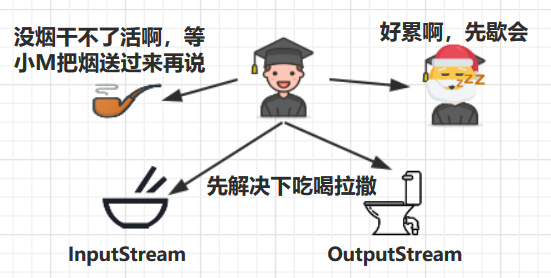 没烟干不了活啊，等
小M把烟送过来再说
好累啊，先歇会
zzz
先解决下吃喝拉撒
InputStream
OutputStream